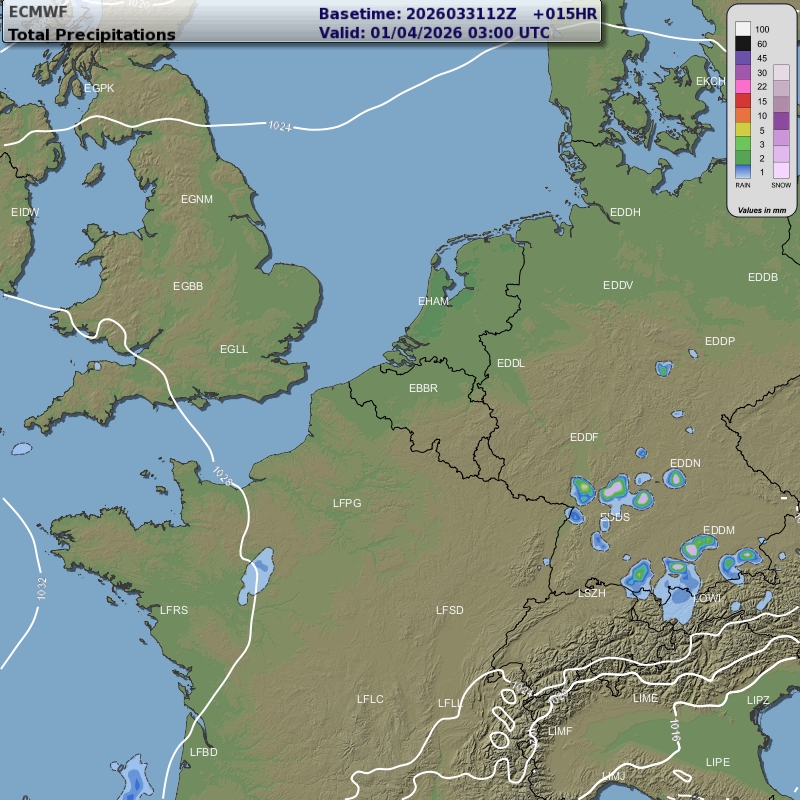 ECMWF
Basetime: 2026033112Z +015HR
Total Precipitations
Valid: 01/04/2026 03:00 UTC
100
60
45
30
22
15
10
5
3
2
1
RAIN
SNOW
Values in mm
EGPK
EKCH
1024
EGNM
EIDW
EDDH
EGBB
EDDV
EDDB
EHAM
EGLL
EDDP
EDDL
EBBR
EDDF
1028
EDDN
LFPG
EDDS
EDDM
1032
LSZH
LOWI
LFRS
LFSD
LFLC
LFLL
LIME
LIPZ
1016
LIMF
LFBD
LIPE
LIMJ